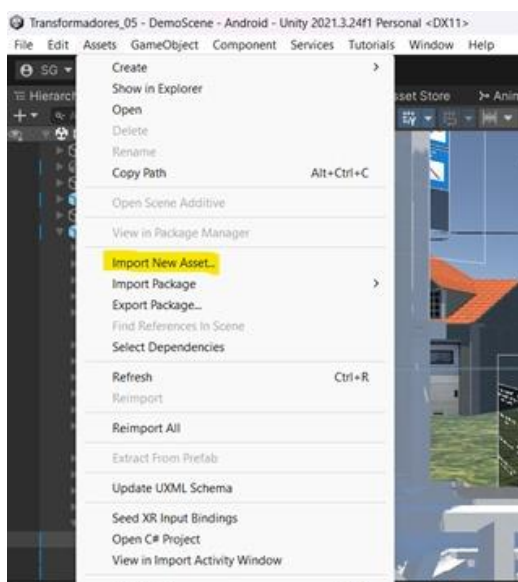 Transformadores_05 - DemoScene - Android - Unity 2021.3.24f1 Personal <DX11>
File Edit Assets GameObject Component Services Tutorials Window Help
SG
Create
Show in Explorer
Hierarch
sset Store
Anin
Open
Delete
Rename
Copy Path Alt+Ctrl+C
Open Scene Additive
View in Package Manager
Import New Asset...
Import Package
Export Package...
Find References In Scene
Select Dependencies
Refresh Ctrl+R
Reimport
Reimport All
Extract From Prefab
Update UXML Schema
Seed XR Input Bindings
Open C# Project
View in Import Activity Window